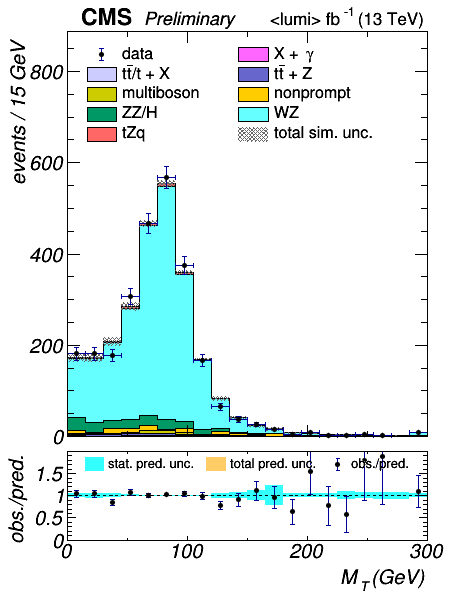 CMS Preliminary <lumi> fb⁻¹ (13 TeV)
events / 15 GeV
800
600
400
200
0
data
X + γ
tt̄/t + X
tt̄ + Z
multiboson
nonprompt
ZZ/H
WZ
tZq
total sim. unc.
obs./pred.
1.5
1
0.5
0
stat. pred. unc. total pred. unc. obs./pred.
0 100 200 300
M_T (GeV)